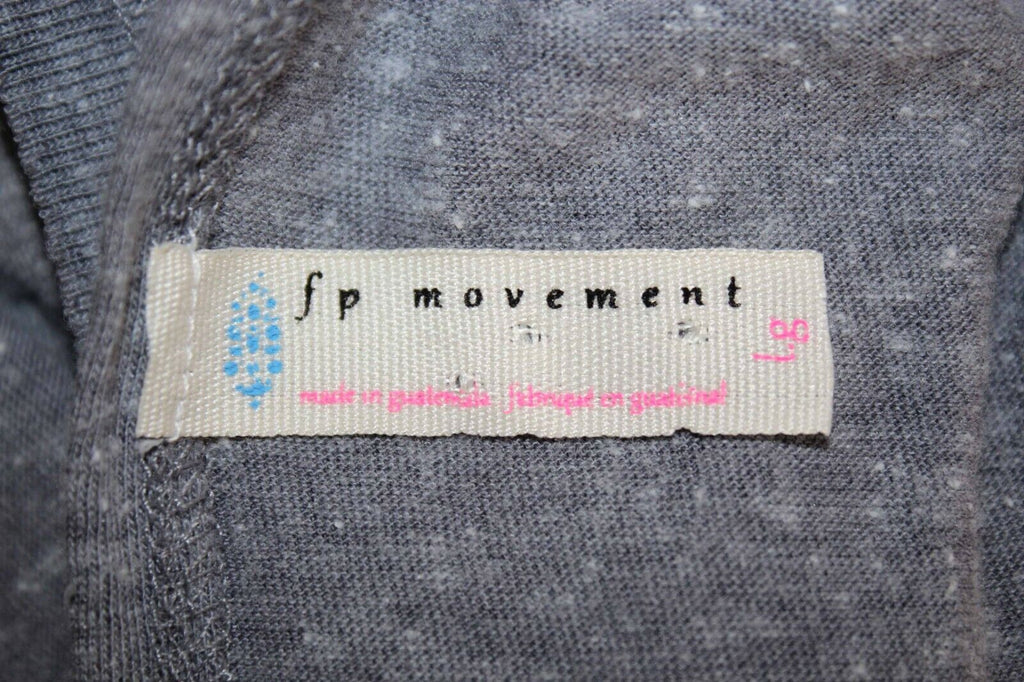 fp movement
l.g
made in guatemala fabriqué en guatemal